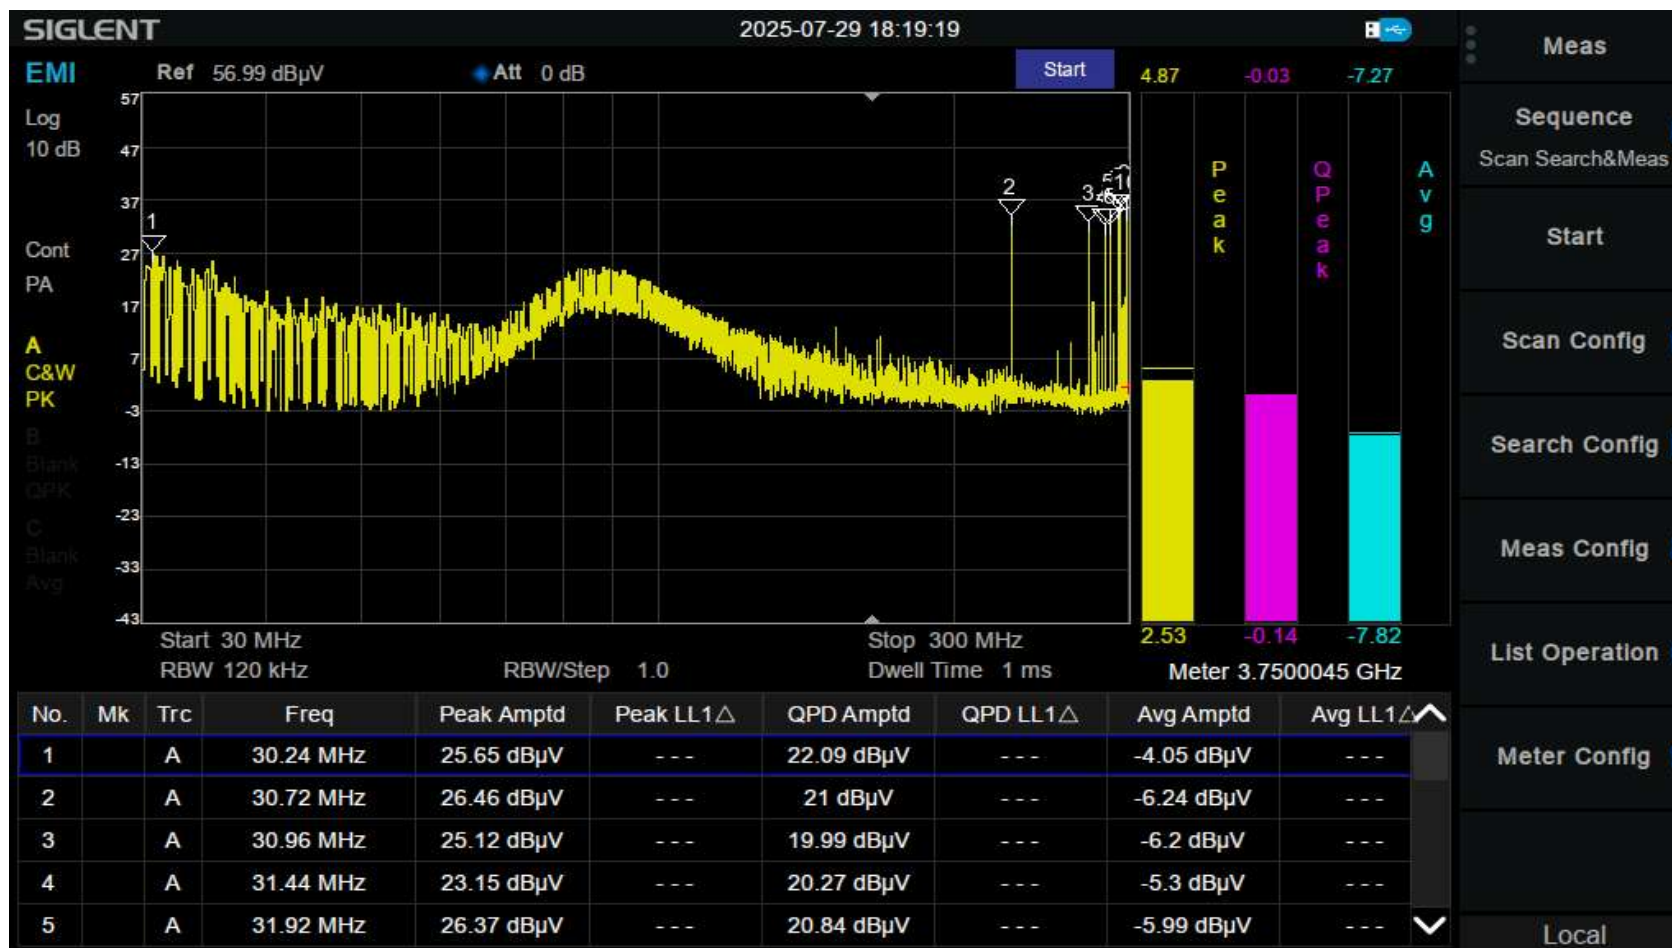 SIGLENT 2025-07-29 18:19:19
EMI Ref 56.99 dBµV Att 0 dB Start 4.87 -0.03 -7.27
Log
10 dB
Cont
PA
A
C&W
PK
B
Blank
QPK
C
Blank
Avg
57
47
37
27
17
7
-3
-13
-23
-33
-43
1
2
3
Peak
QPeak
Avg
2.53 -0.14 -7.82
Start 30 MHz Stop 300 MHz
RBW 120 kHz RBW/Step 1.0 Dwell Time 1 ms Meter 3.7500045 GHz
No. Mk Trc Freq Peak Amptd Peak LL1△ QPD Amptd QPD LL1△ Avg Amptd Avg LL1△
1 A 30.24 MHz 25.65 dBµV --- 22.09 dBµV --- -4.05 dBµV ---
2 A 30.72 MHz 26.46 dBµV --- 21 dBµV --- -6.24 dBµV ---
3 A 30.96 MHz 25.12 dBµV --- 19.99 dBµV --- -6.2 dBµV ---
4 A 31.44 MHz 23.15 dBµV --- 20.27 dBµV --- -5.3 dBµV ---
5 A 31.92 MHz 26.37 dBµV --- 20.84 dBµV --- -5.99 dBµV ---
Meas
Sequence
Scan Search&Meas
Start
Scan Config
Search Config
Meas Config
List Operation
Meter Config
Local